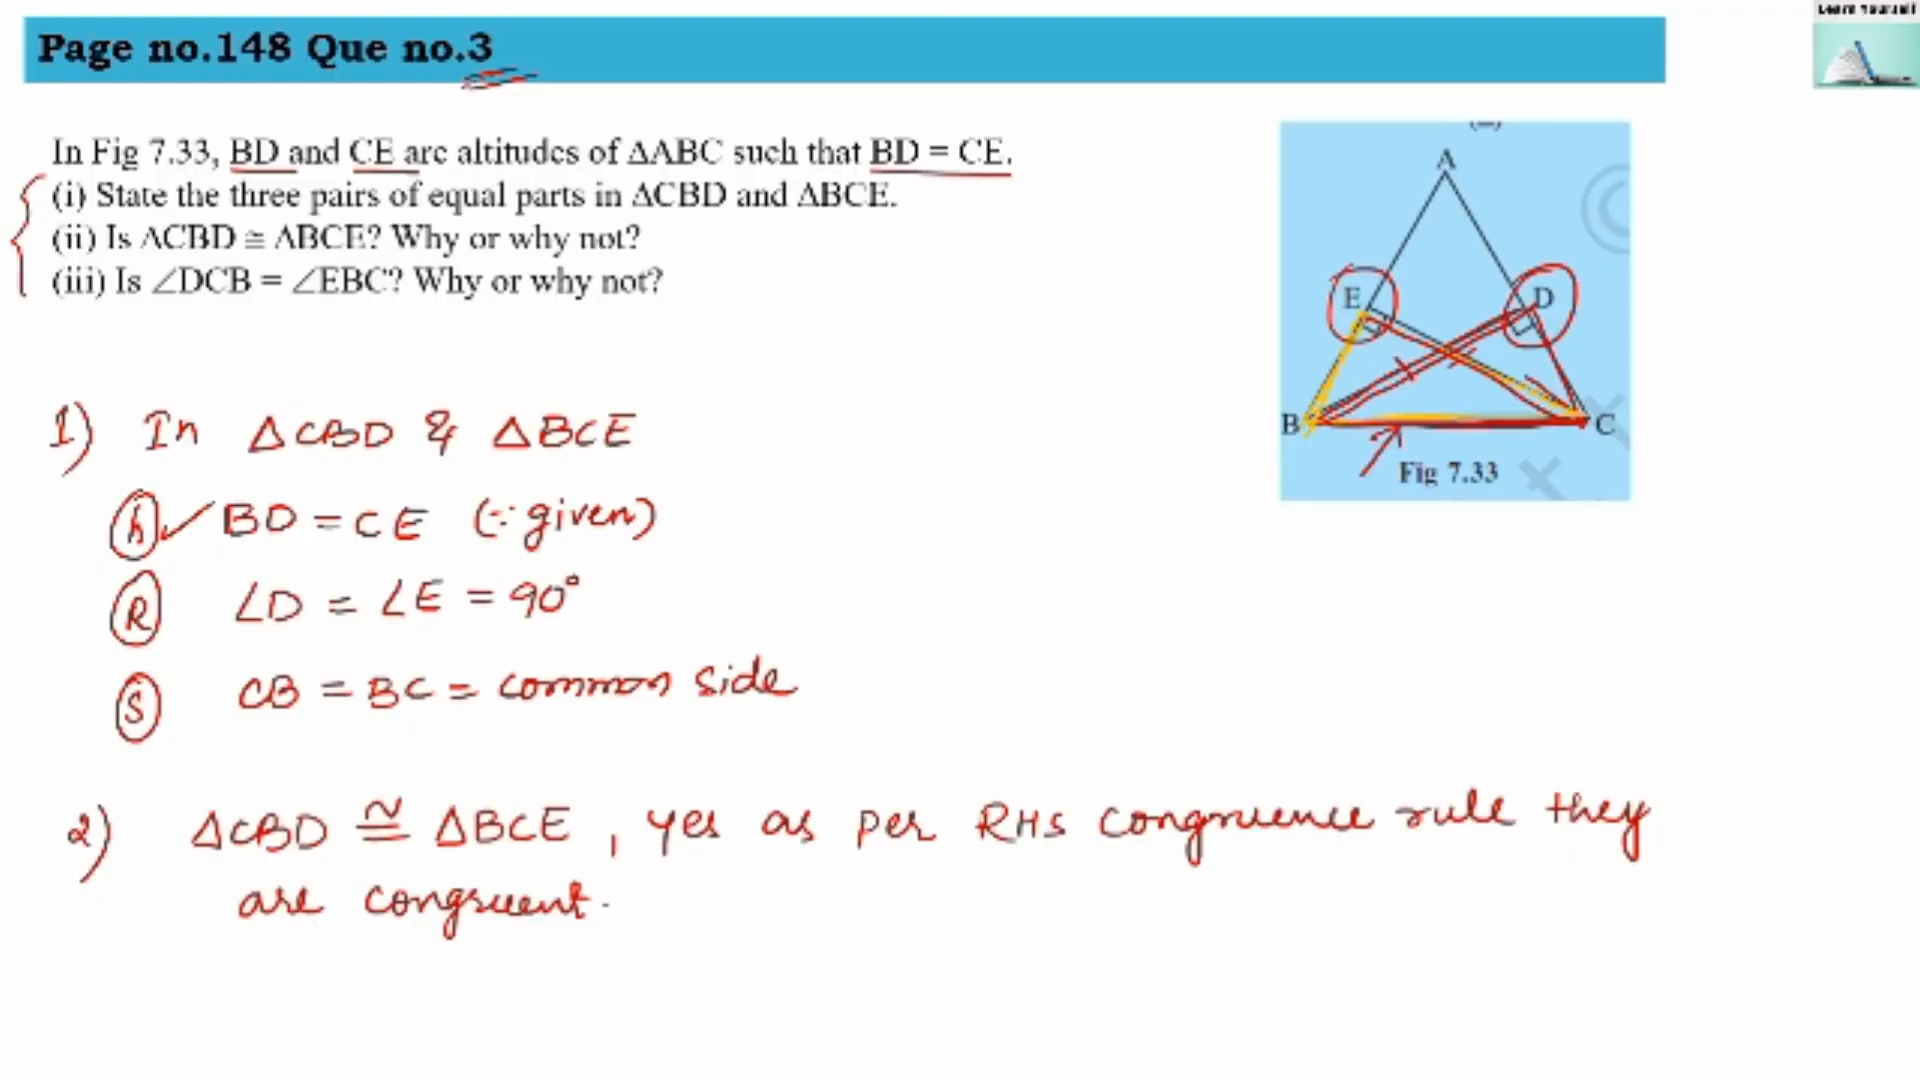 Learn Yourself
Page no.148 Que no.3
In Fig 7.33, BD and CE are altitudes of ΔABC such that BD = CE.
(i) State the three pairs of equal parts in ΔCBD and ΔBCE.
(ii) Is ΔCBD ≅ ΔBCE? Why or why not?
(iii) Is ∠DCB = ∠EBC? Why or why not?
A
E D
B C
Fig 7.33
1) In ΔCBD & ΔBCE
BD = CE (∵ given)
R ∠D = ∠E = 90°
S CB = BC = common side
2) ΔCBD ≅ ΔBCE, yes as per RHS congruence rule they
are congruent.